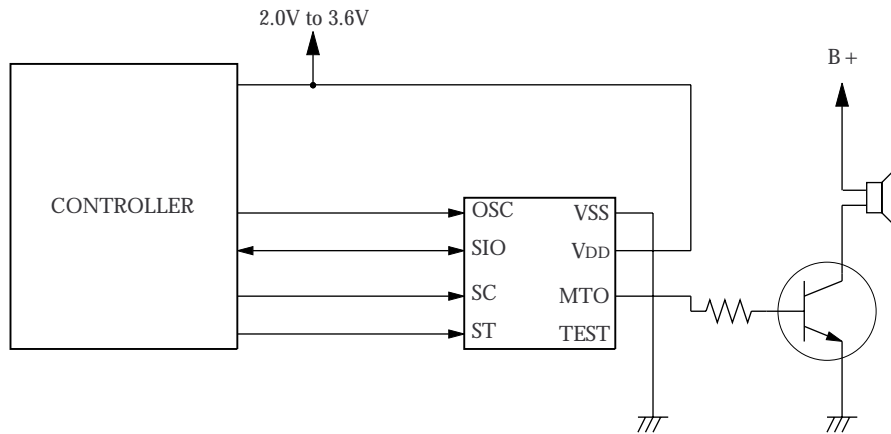 2.0V to 3.6V
B +
CONTROLLER
OSC VSS
SIO VDD
SC MTO
ST TEST